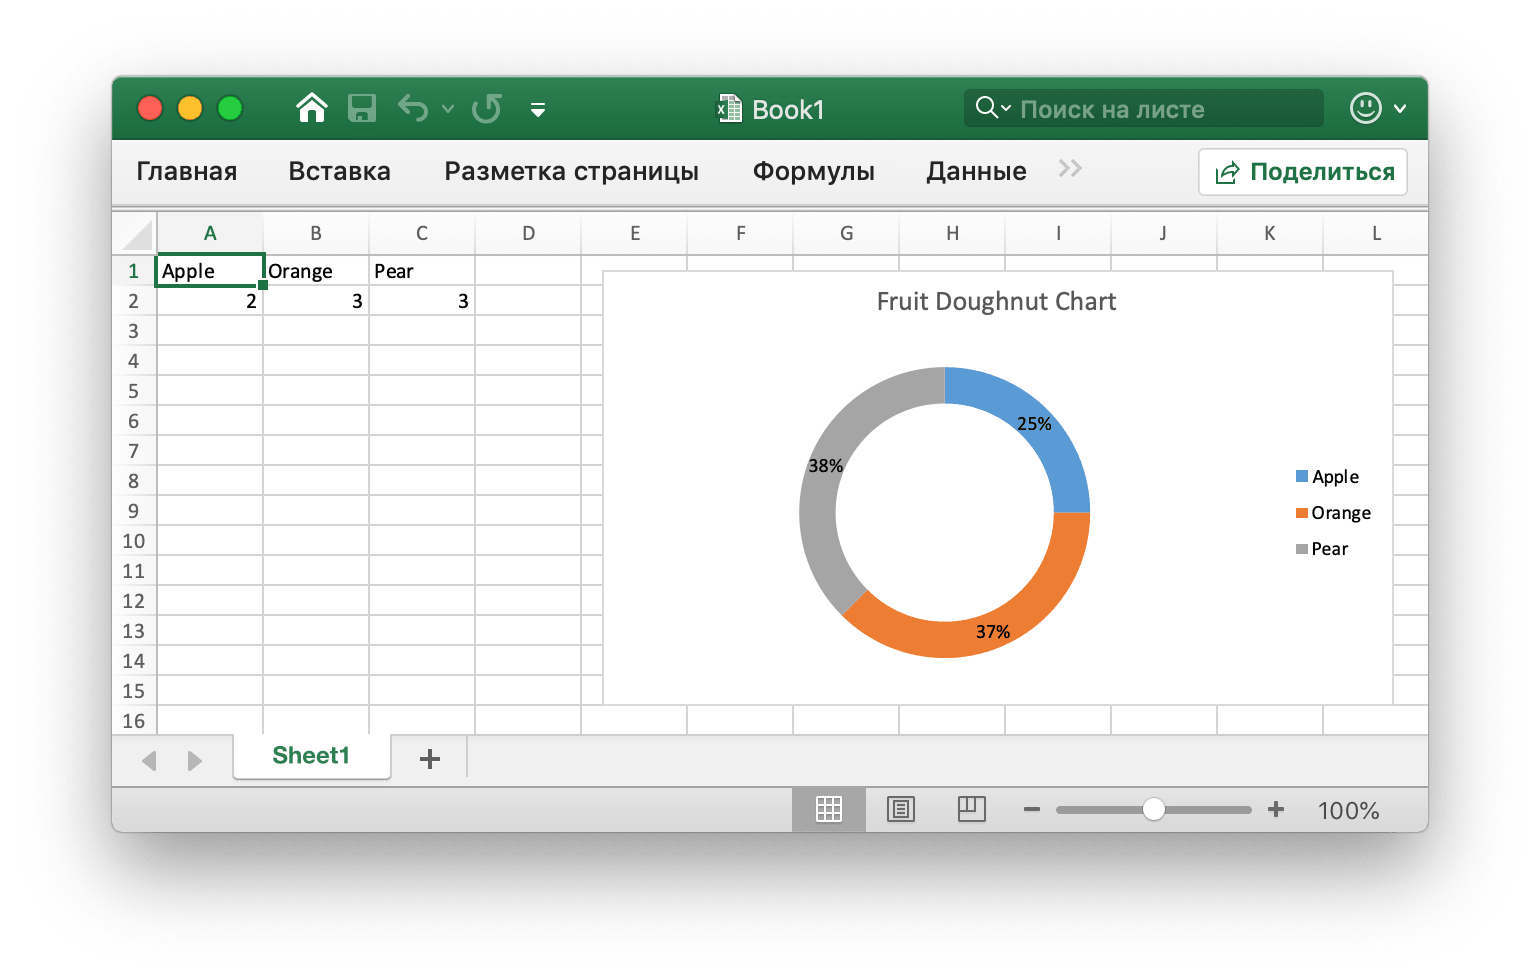 Book1
Поиск на листе
Главная Вставка Разметка страницы Формулы Данные Поделиться
A B C D E F G H I J K L
1 Apple Orange Pear
2 2 3 3
3
4
5
6
7
8
9
10
11
12
13
14
15
16
Fruit Doughnut Chart
25%
38%
37%
Apple
Orange
Pear
Sheet1
100%